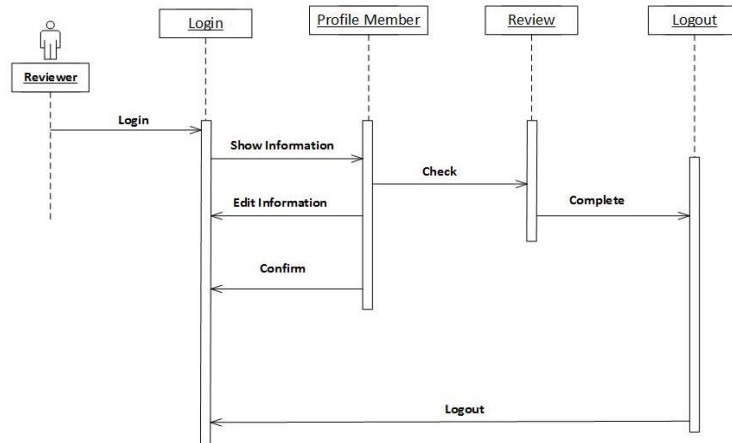 Login
Profile Member
Review
Logout
Reviewer
Login
Show Information
Check
Edit Information
Complete
Confirm
Logout